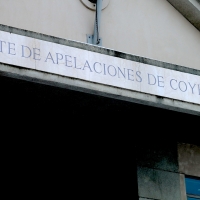 TE DE APELACIONES DE COY